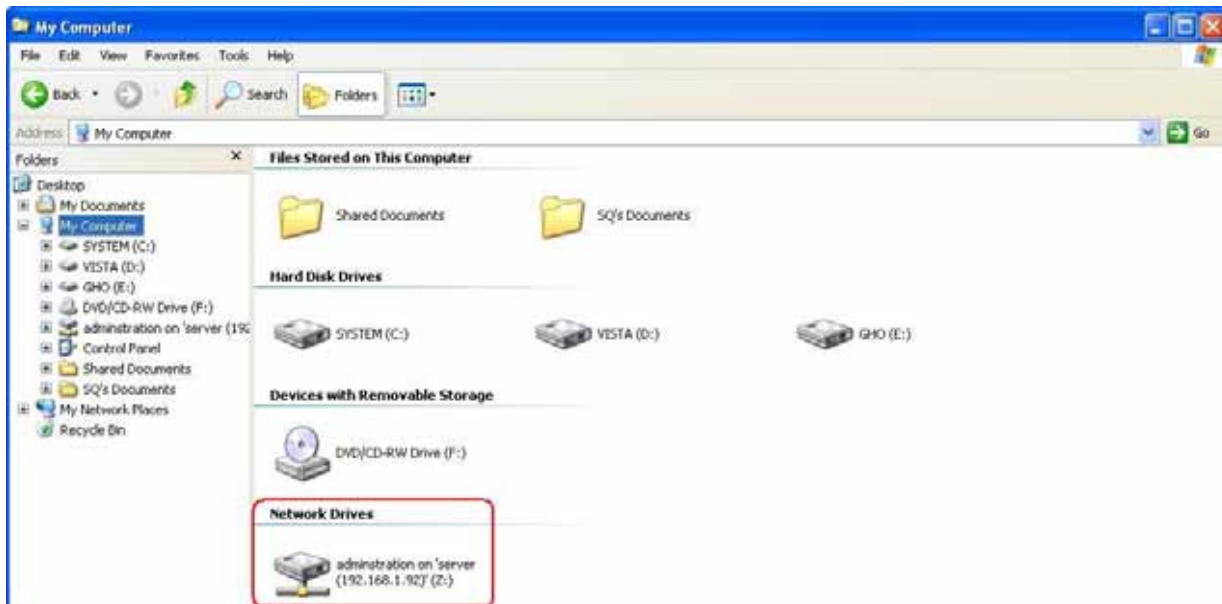 My Computer
File Edit View Favorites Tools Help
Back Search Folders
Address My Computer Go
Folders
Desktop
My Documents
My Computer
SYSTEM (C:)
VISTA (D:)
GHO (E:)
DVD/CD-RW Drive (F:)
adminstration on 'server (192
Control Panel
Shared Documents
SQ's Documents
My Network Places
Recycle Bin
Files Stored on This Computer
Shared Documents
SQ's Documents
Hard Disk Drives
SYSTEM (C:)
VISTA (D:)
GHO (E:)
Devices with Removable Storage
DVD/CD-RW Drive (F:)
Network Drives
adminstration on 'server
(192.168.1.92)' (Z:)